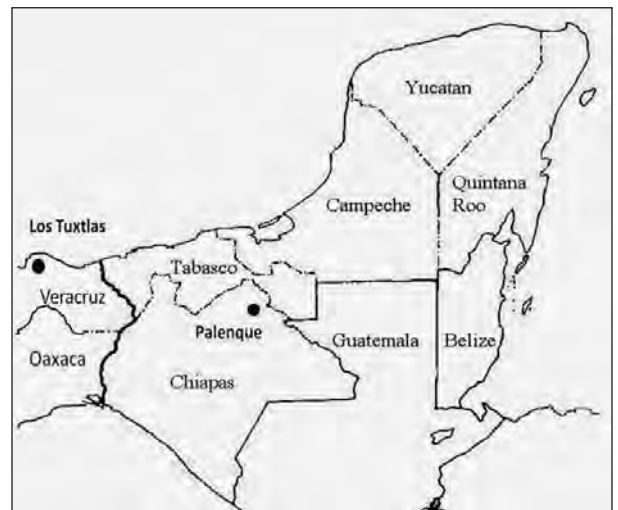 Yucatan
Quintana
Roo
Campeche
Los Tuxtlas
Tabasco
Veracruz
Palenque
Guatemala
Belize
Oaxaca
Chiapas